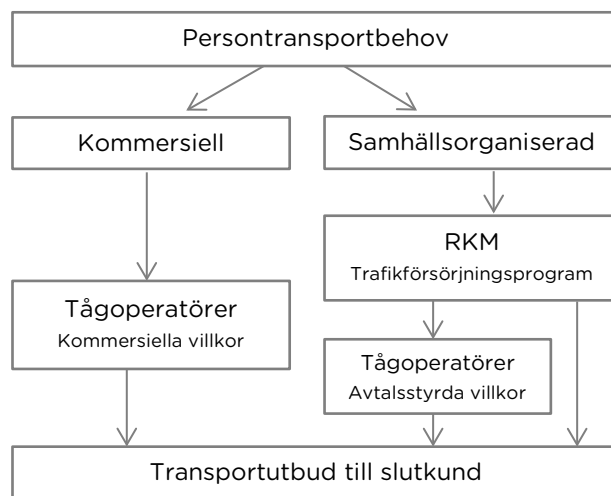 Persontransportbehov
Kommersiell
Samhällsorganiserad
RKM
Trafikförsörjningsprogram
Tågoperatörer
Kommersiella villkor
Tågoperatörer
Avtalsstyrda villkor
Transportutbud till slutkund